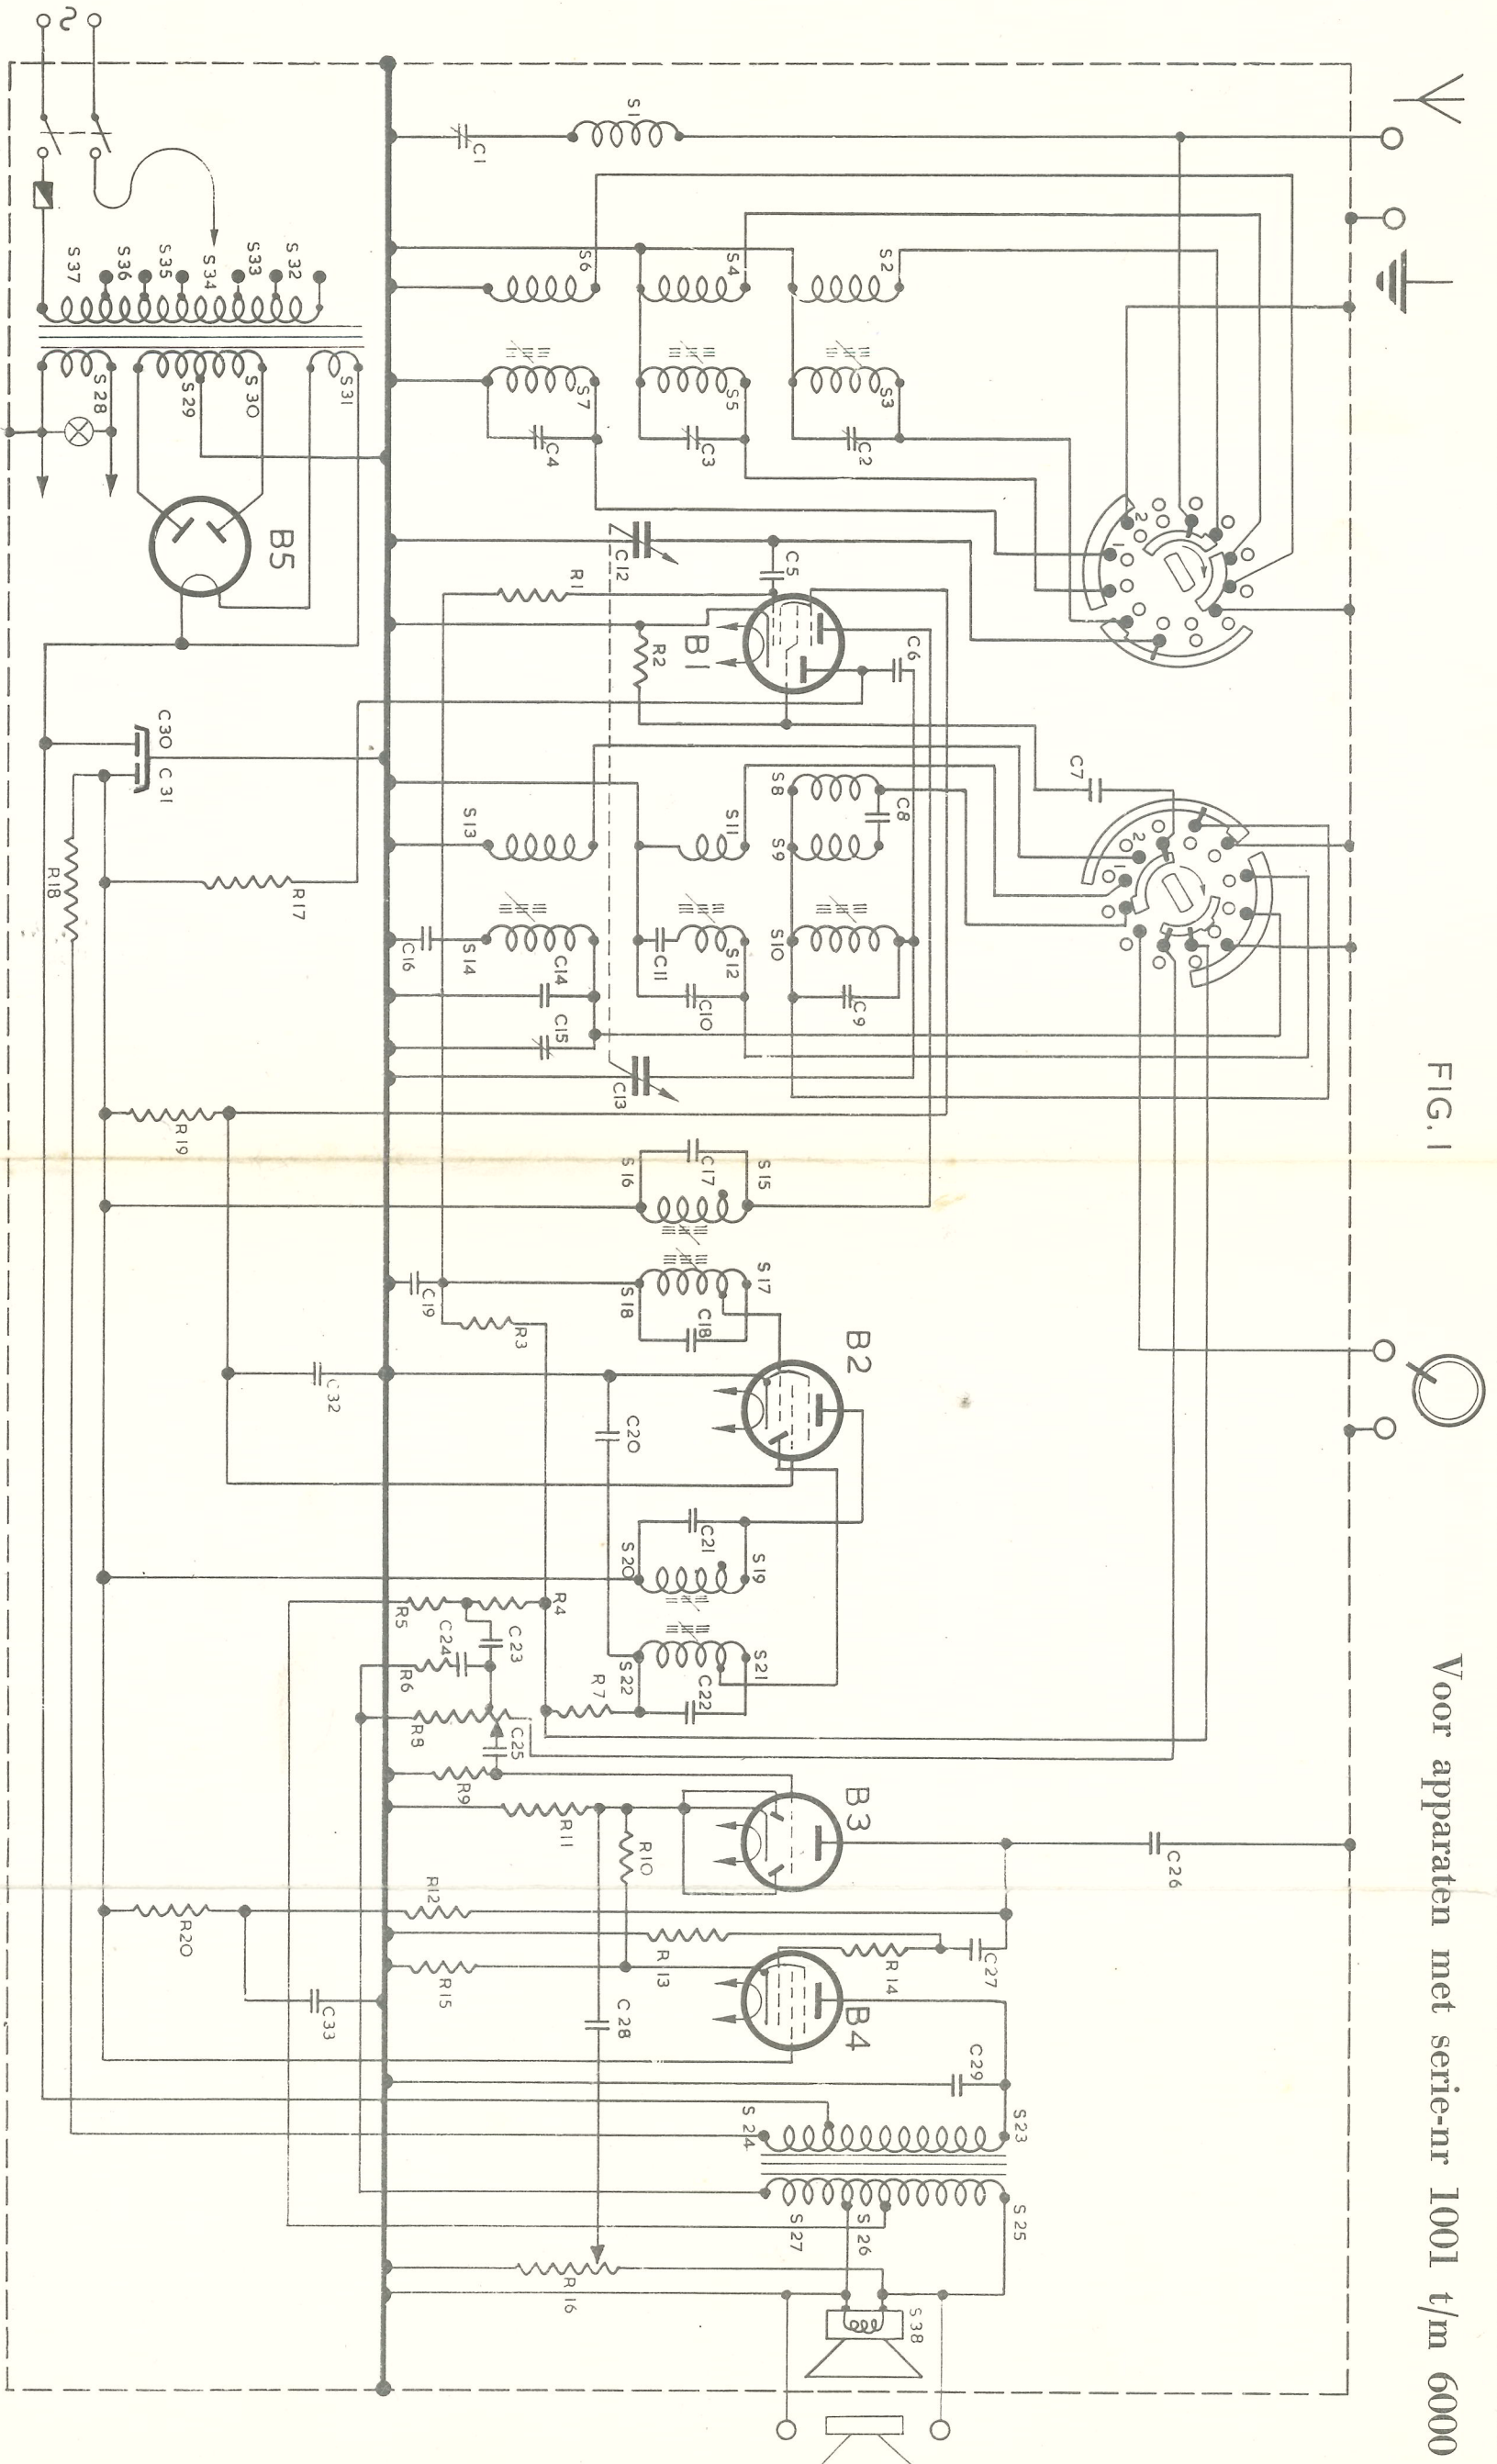 Voor apparaten met serie-nr 1001 t/m 6000
FIG.1
S1
C1
S2
S3
S4
S5
S6
S7
C2
C3
C4
2
1
C5
C12
R1
B1
R2
C6
C7
2
1
S8
C8
S9
S10
C9
S11
S12
C11
C10
S13
S14
C14
C15
C16
C13
S15
S16
C17
S17
S18
C18
C19
R3
B2
C20
S19
S20
C21
S21
S22
C22
R4
R5
C23
C24
R6
R7
R8
C25
R9
B3
R10
R11
C26
R12
R13
R14
C27
R15
B4
C28
C29
S23
S24
S25
S26
S27
R16
S38
S32
S33
S34
S35
S36
S37
S31
S30
S29
S28
B5
C30
C31
R17
R18
R19
C32
R20
C33